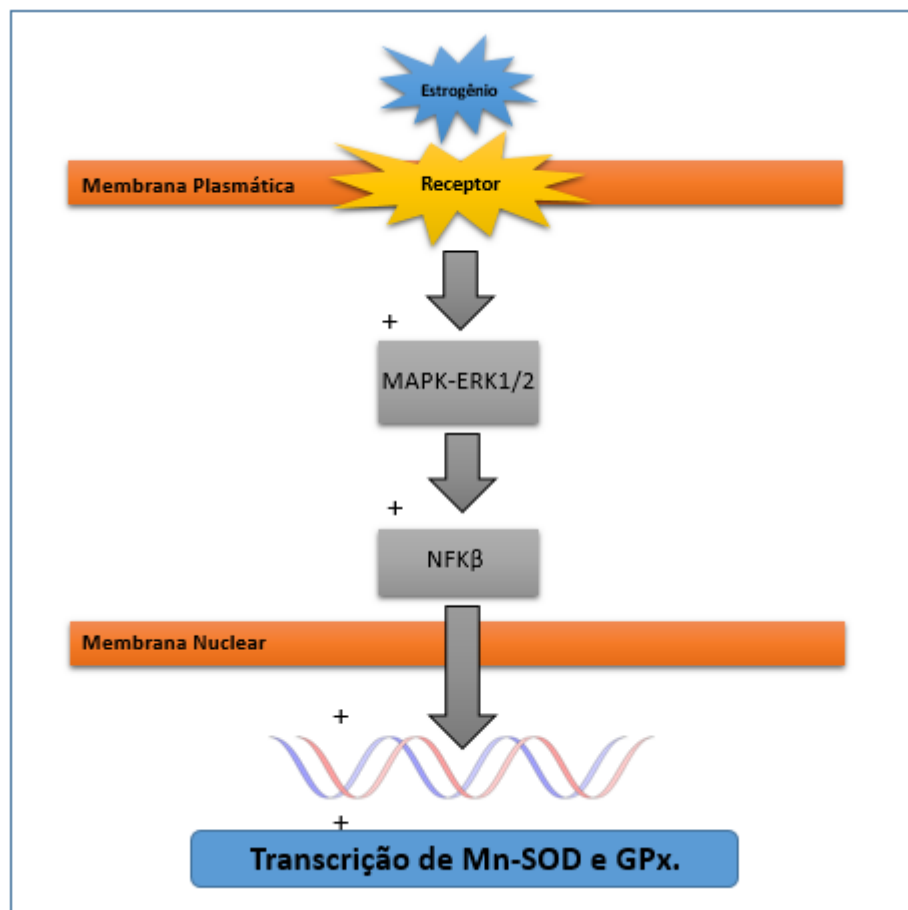 Estrogênio
Membrana Plasmática
Receptor
+
MAPK-ERK1/2
+
NFKβ
Membrana Nuclear
+
+
Transcrição de Mn-SOD e GPx.